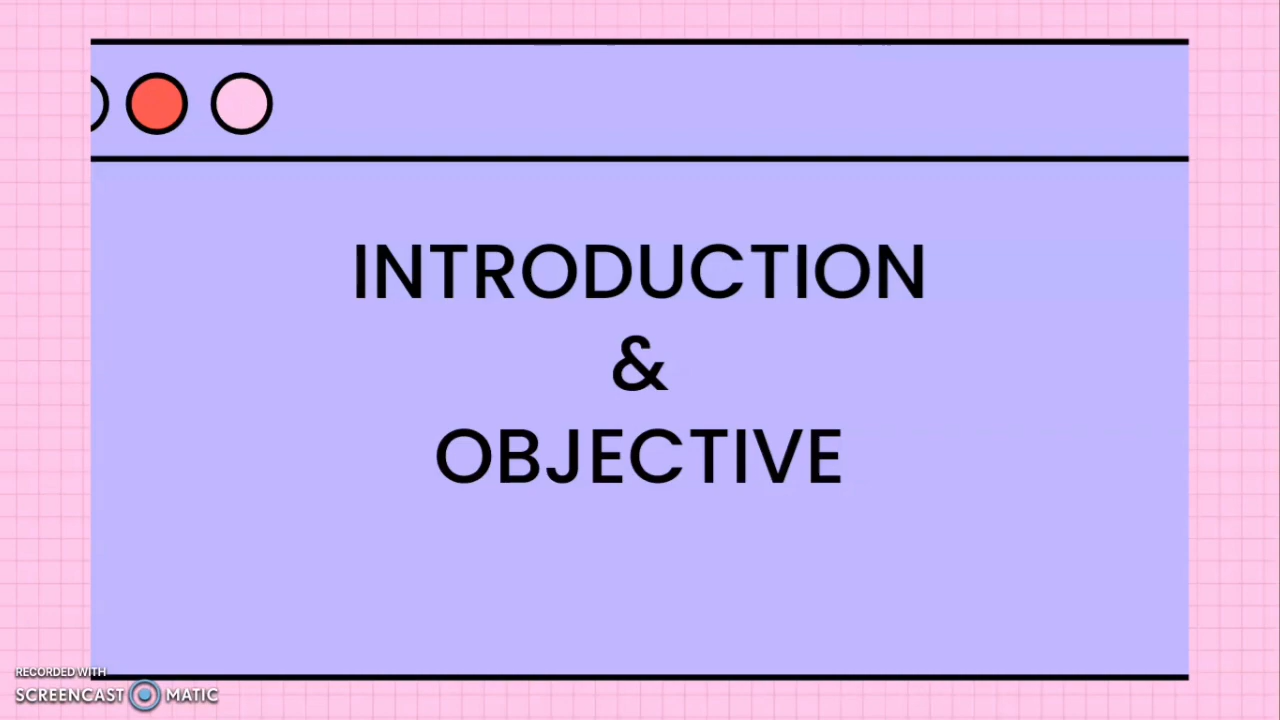 INTRODUCTION
&
OBJECTIVE
RECORDED WITH
SCREENCAST MATIC